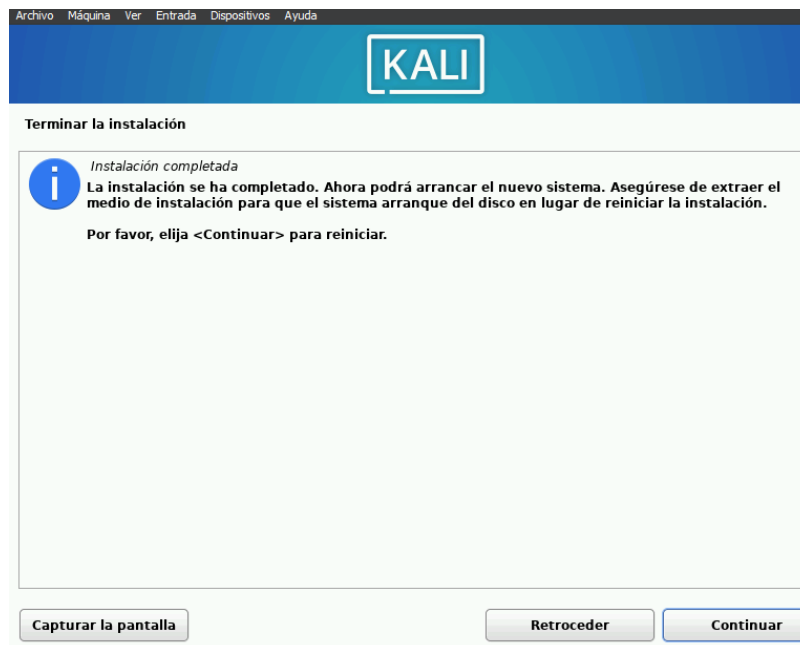 Archivo Máquina Ver Entrada Dispositivos Ayuda
KALI
Terminar la instalación
Instalación completada
La instalación se ha completado. Ahora podrá arrancar el nuevo sistema. Asegúrese de extraer el
medio de instalación para que el sistema arranque del disco en lugar de reiniciar la instalación.
Por favor, elija <Continuar> para reiniciar.
Capturar la pantalla Retroceder Continuar